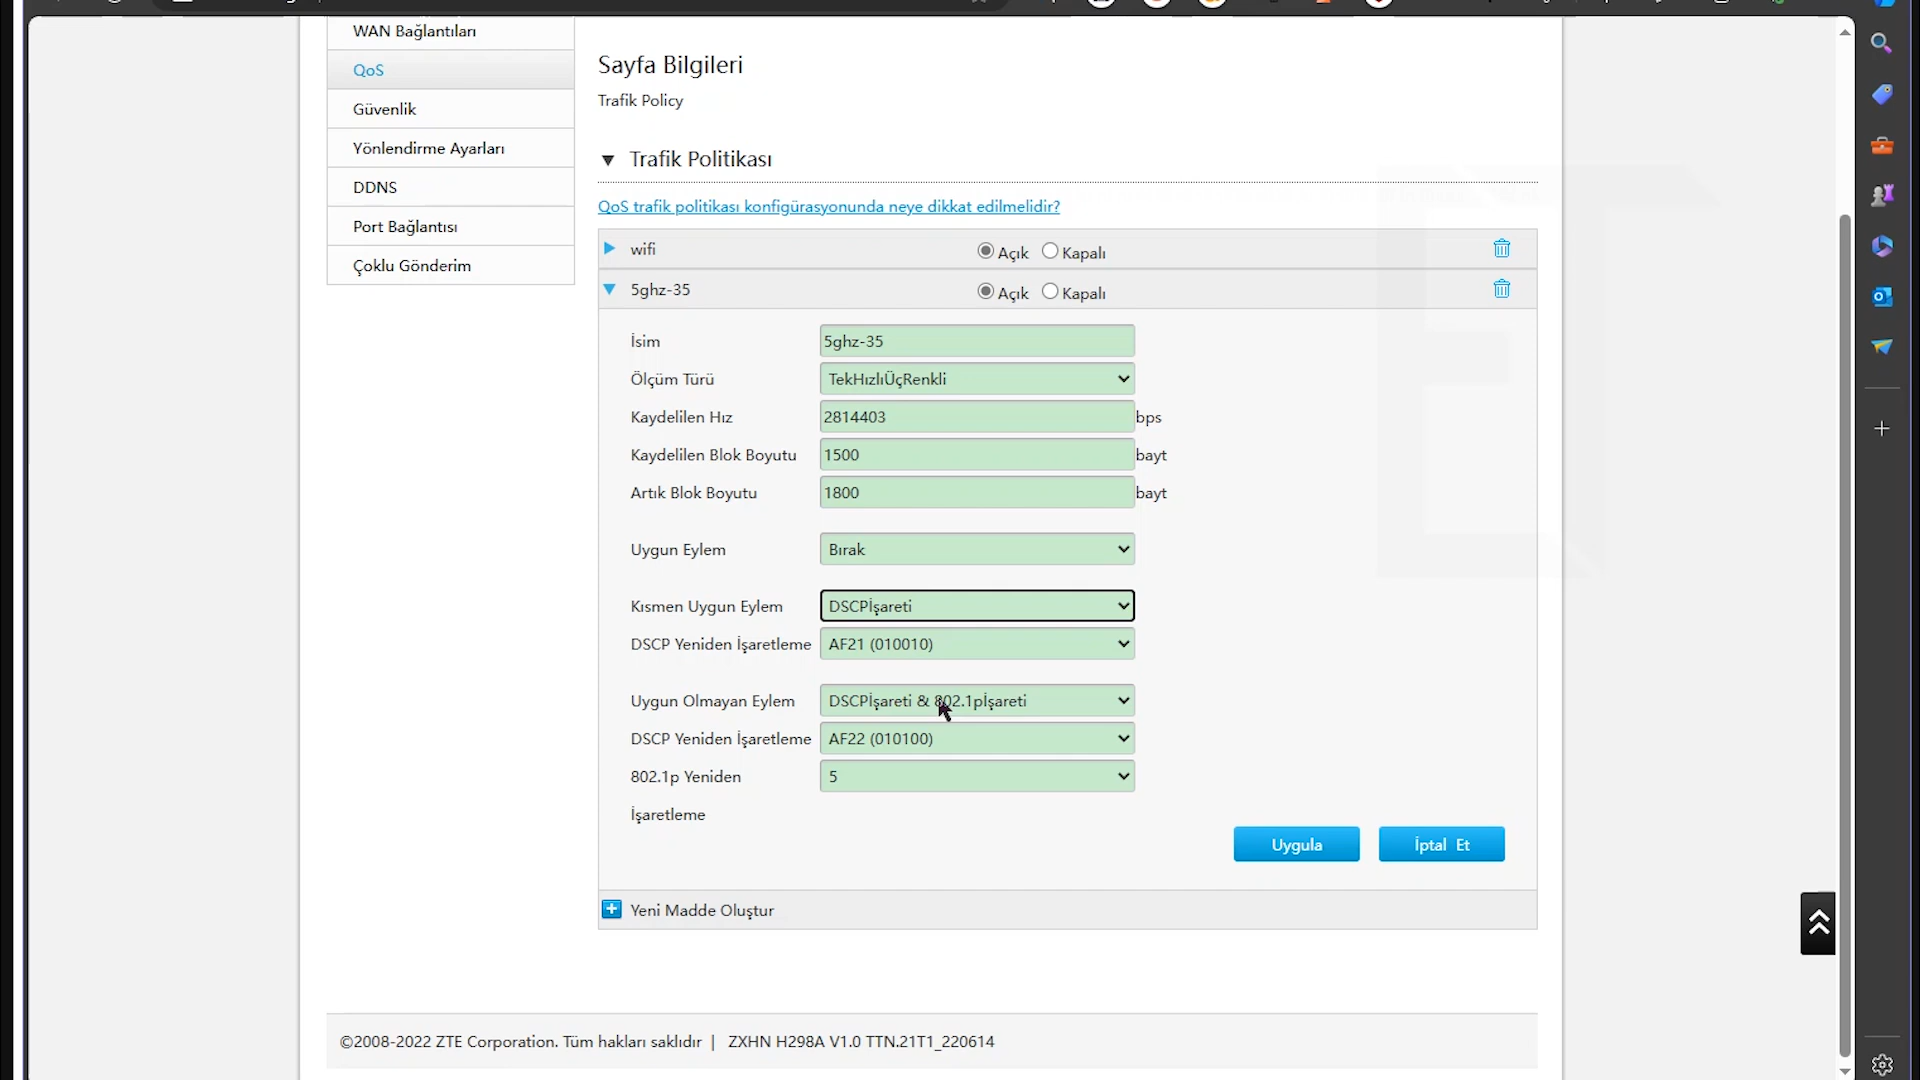 WAN Bağlantıları
QoS
Güvenlik
Yönlendirme Ayarları
DDNS
Port Bağlantısı
Çoklu Gönderim
Sayfa Bilgileri
Trafik Policy
Trafik Politikası
QoS trafik politikası konfigürasyonunda neye dikkat edilmelidir?
wifi Açık Kapalı
5ghz-35 Açık Kapalı
İsim 5ghz-35
Ölçüm Türü TekHızlıÜçRenkli
Kaydelilen Hız 2814403 bps
Kaydelilen Blok Boyutu 1500 bayt
Artık Blok Boyutu 1800 bayt
Uygun Eylem Bırak
Kısmen Uygun Eylem DSCPİşareti
DSCP Yeniden İşaretleme AF21 (010010)
Uygun Olmayan Eylem DSCPİşareti & 802.1pİşareti
DSCP Yeniden İşaretleme AF22 (010100)
802.1p Yeniden 5
İşaretleme
Uygula İptal Et
Yeni Madde Oluştur
©2008-2022 ZTE Corporation. Tüm hakları saklıdır | ZXHN H298A V1.0 TTN.21T1_220614